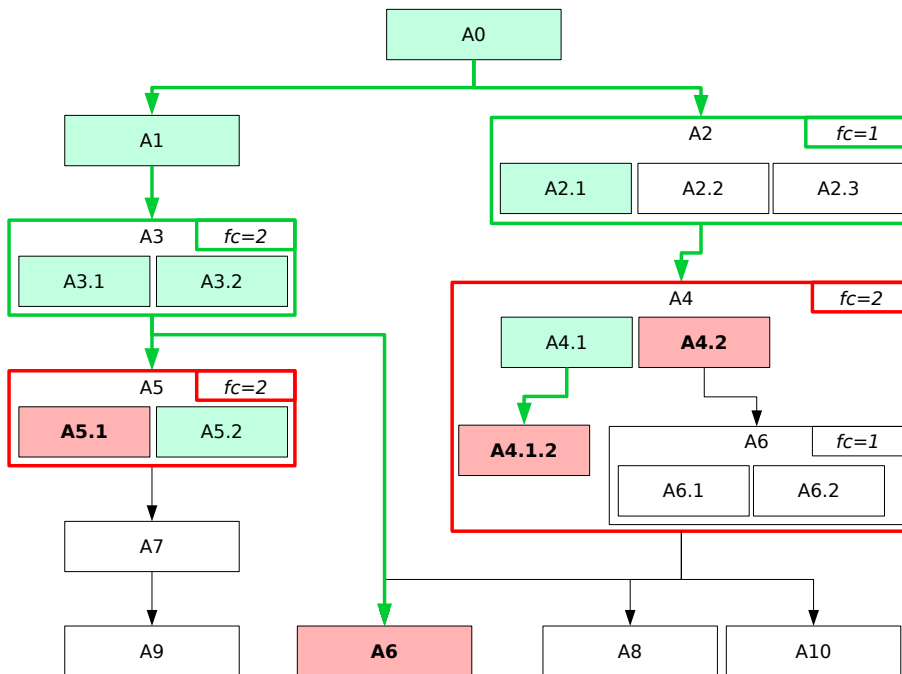 A0
A1
A2
fc=1
A2.1
A2.2
A2.3
A3
fc=2
A3.1
A3.2
A4
fc=2
A4.1
A4.2
A4.1.2
A6
fc=1
A6.1
A6.2
A5
fc=2
A5.1
A5.2
A7
A9
A6
A8
A10